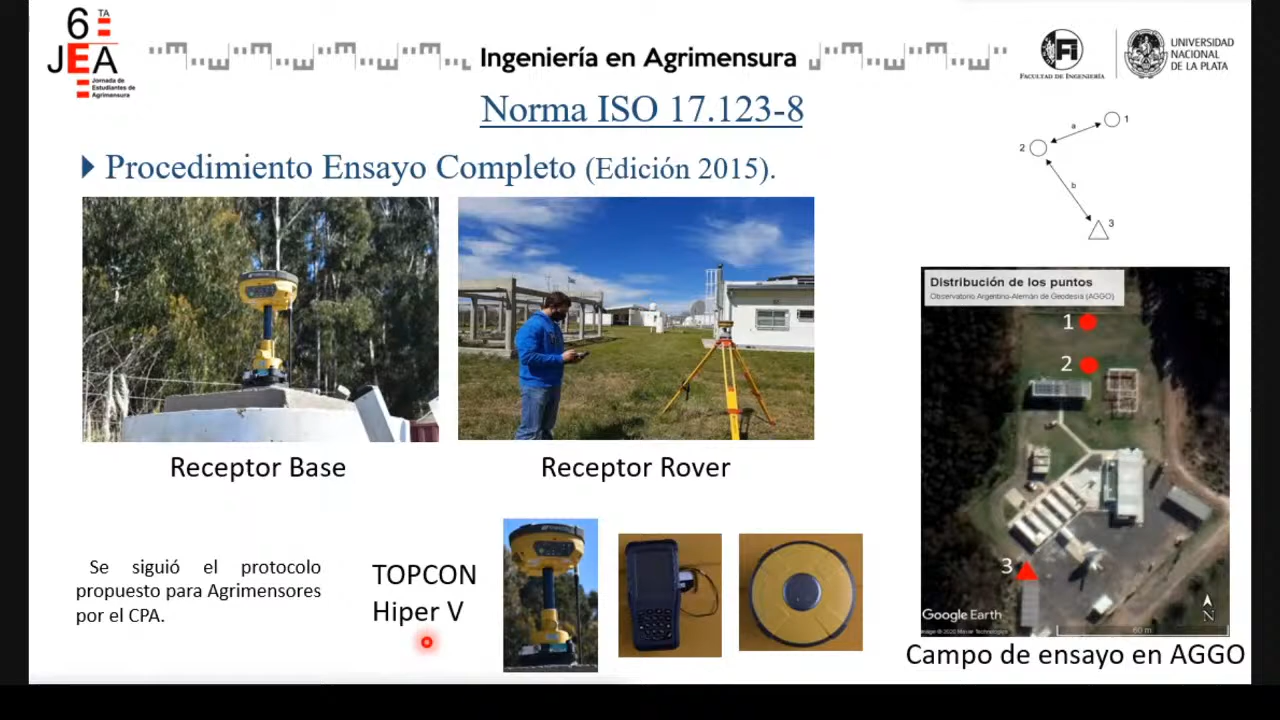 6 TA
JEA
Jornada de
Estudiantes de
Agrimensura
Ingeniería en Agrimensura
Fi
FACULTAD DE INGENIERÍA
UNIVERSIDAD
NACIONAL
DE LA PLATA
Norma ISO 17.123-8
Procedimiento Ensayo Completo (Edición 2015).
1
a
2
b
3
Receptor Base
Receptor Rover
Distribución de los puntos
Observatorio Argentino-Alemán de Geodesia (AGGO)
1
2
3
Google Earth
N
60 m
Campo de ensayo en AGGO
Se siguió el protocolo
propuesto para Agrimensores
por el CPA.
TOPCON
Hiper V